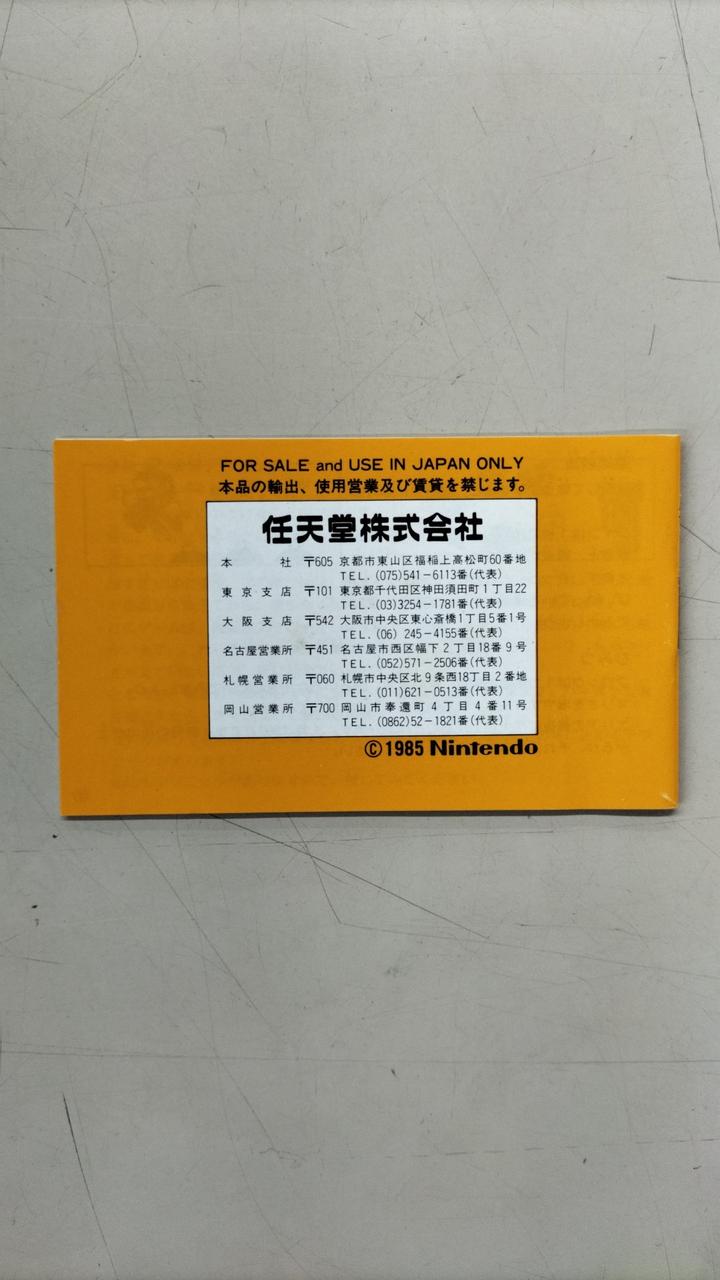 FOR SALE and USE IN JAPAN ONLY
本品の輸出、使用営業及び賃貸を禁じます。
任天堂株式会社
本社 〒605 京都市東山区福稲上高松町60番地
TEL. (075)541-6113番(代表)
東京支店 〒101 東京都千代田区神田須田町1丁目22
TEL. (03)3254-1781番(代表)
大阪支店 〒542 大阪市中央区東心斎橋1丁目5番1号
TEL. (06) 245-4155番(代表)
名古屋営業所 〒451 名古屋市西区幅下2丁目18番9号
TEL. (052)571-2506番(代表)
札幌営業所 〒060 札幌市中央区北9条西18丁目2番地
TEL. (011)621-0513番(代表)
岡山営業所 〒700 岡山市奉還町4丁目4番11号
TEL. (0862)52-1821番(代表)
©1985 Nintendo